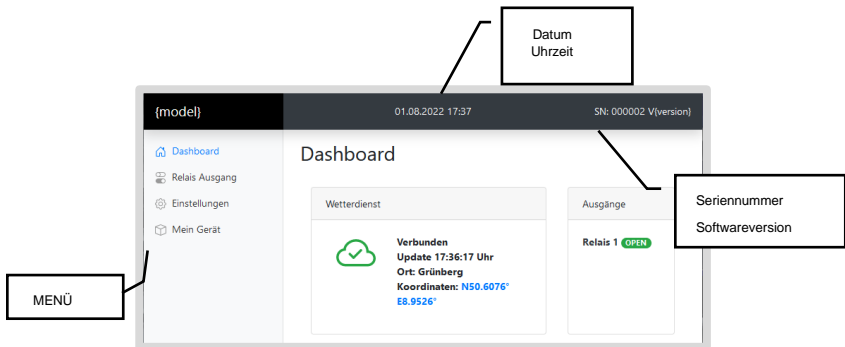 Datum
Uhrzeit
{model}
01.08.2022 17:37
SN: 000002 V(version)
Dashboard
Relais Ausgang
Einstellungen
Mein Gerät
Dashboard
Wetterdienst
Verbunden
Update 17:36:17 Uhr
Ort: Grünberg
Koordinaten: N50.6076°
E8.9526°
Ausgänge
Relais 1 OPEN
Seriennummer
Softwareversion
MENÜ